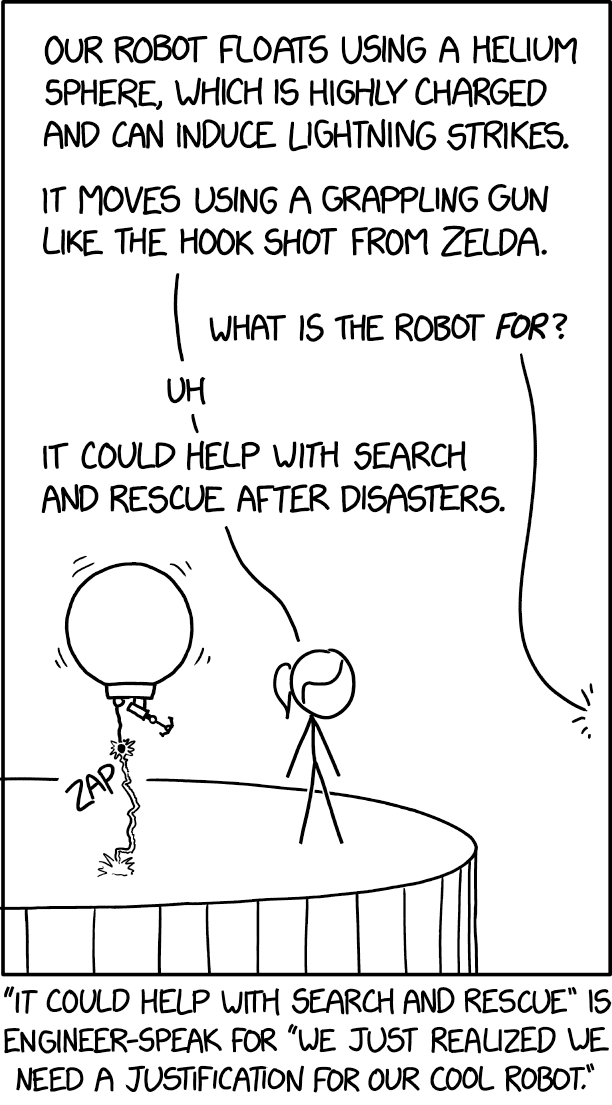 OUR ROBOT FLOATS USING A HELIUM
SPHERE, WHICH IS HIGHLY CHARGED
AND CAN INDUCE LIGHTNING STRIKES.
IT MOVES USING A GRAPPLING GUN
LIKE THE HOOK SHOT FROM ZELDA.
WHAT IS THE ROBOT FOR?
UH
IT COULD HELP WITH SEARCH
AND RESCUE AFTER DISASTERS.
ZAP
"IT COULD HELP WITH SEARCH AND RESCUE" IS
ENGINEER-SPEAK FOR "WE JUST REALIZED WE
NEED A JUSTIFICATION FOR OUR COOL ROBOT."